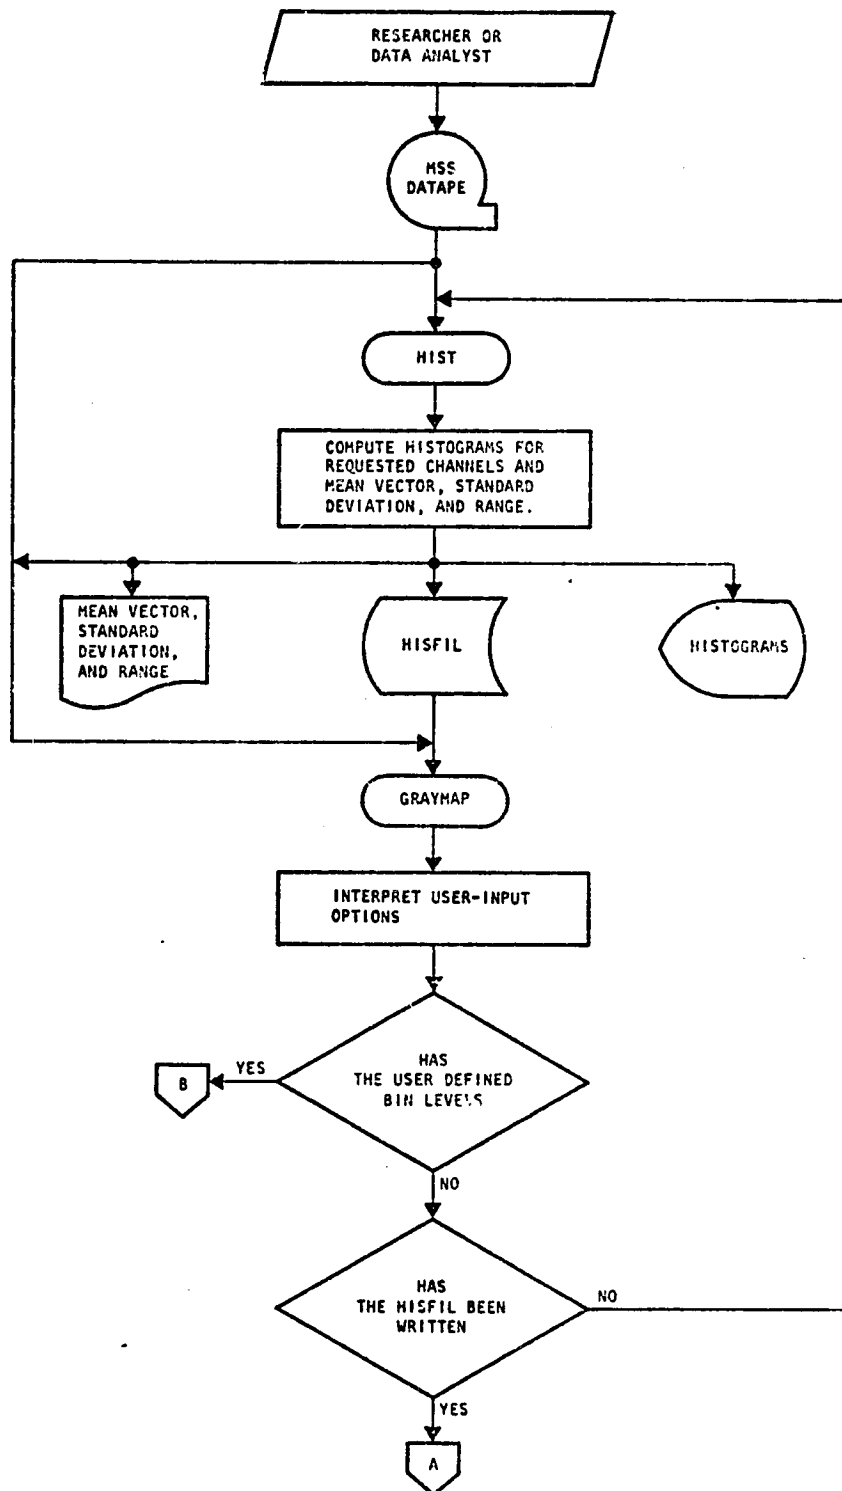 RESEARCHER OR
DATA ANALYST
MSS
DATAPE
HIST
COMPUTE HISTOGRAMS FOR
REQUESTED CHANNELS AND
MEAN VECTOR, STANDARD
DEVIATION, AND RANGE.
MEAN VECTOR,
STANDARD
DEVIATION,
AND RANGE
HISFIL
HISTOGRAMS
GRAYMAP
INTERPRET USER-INPUT
OPTIONS
HAS
THE USER DEFINED
BIN LEVELS
YES
B
NO
HAS
THE HISFIL BEEN
WRITTEN
NO
YES
A